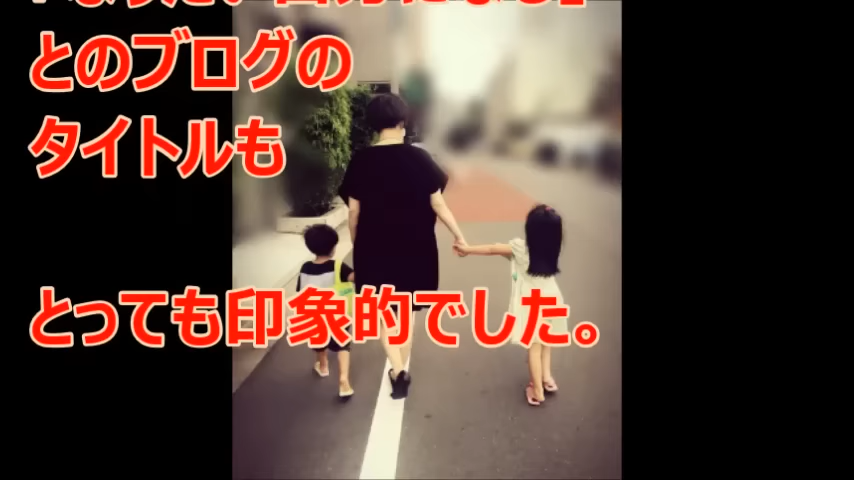 とのブログの
タイトルも
とっても印象的でした。